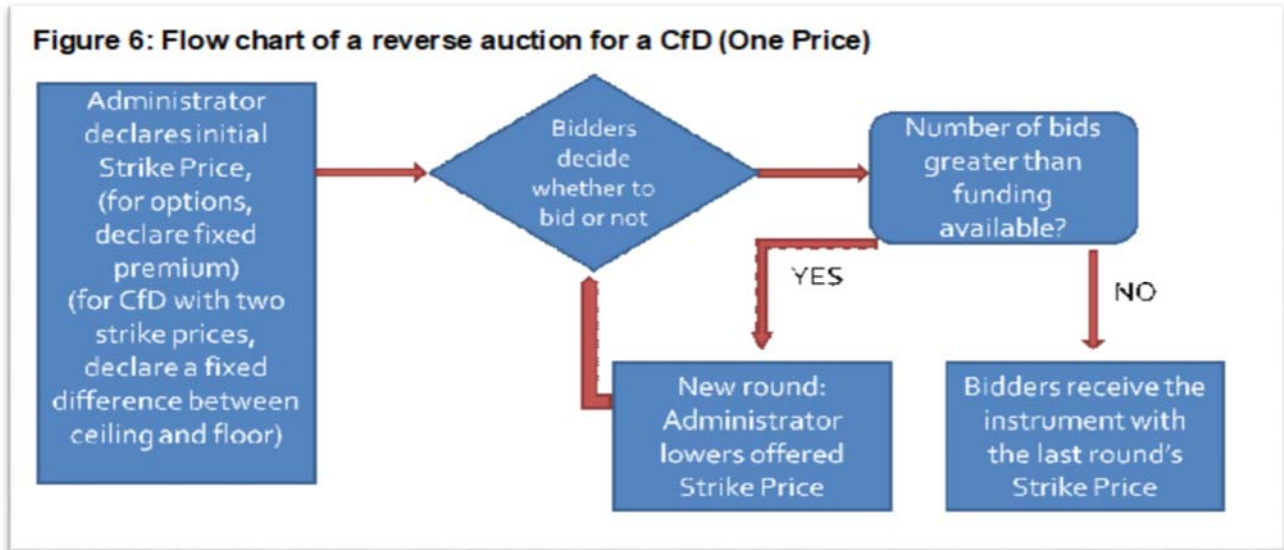 Figure 6: Flow chart of a reverse auction for a CfD (One Price)
Administrator
declares initial
Strike Price,
(for options,
declare fixed
premium)
(for CfD with two
strike prices,
declare a fixed
difference between
ceiling and floor)
Bidders
decide
whether to
bid or not
Number of bids
greater than
funding
available?
YES
NO
New round:
Administrator
lowers offered
Strike Price
Bidders receive the
instrument with
the last round's
Strike Price